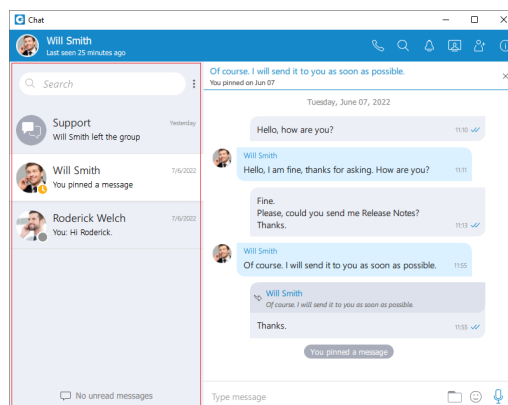 Chat
Will Smith
Last seen 25 minutes ago
Search
Support
Yesterday
Will Smith left the group
Will Smith
7/6/2022
You pinned a message
Roderick Welch
7/6/2022
You: Hi Roderick.
No unread messages
Of course. I will send it to you as soon as possible.
You pinned on Jun 07
Tuesday, June 07, 2022
Hello, how are you?
11:10
Will Smith
Hello, I am fine, thanks for asking. How are you?
11:11
Fine.
Please, could you send me Release Notes?
Thanks.
11:13
Will Smith
Of course. I will send it to you as soon as possible.
11:55
Will Smith
Of course. I will send it to you as soon as possible.
Thanks.
11:55
You pinned a message
Type message